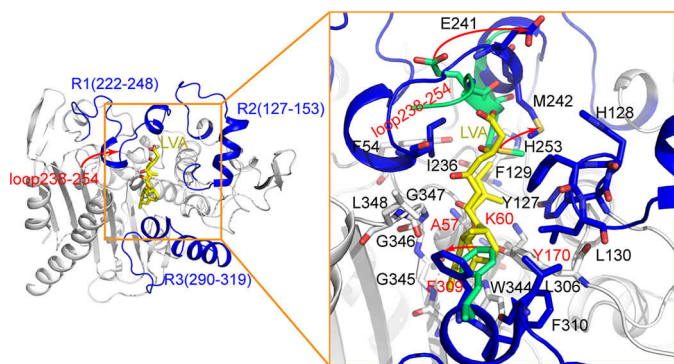 R1(222-248)
R2(127-153)
LVA
loop238-254
R3(290-319)
E241
loop238-254
M242
H128
LVA
F54
H253
I236
F129
L348
G347
Y127
A57
K60
G346
Y170
L130
G345
F309
W344
L306
F310